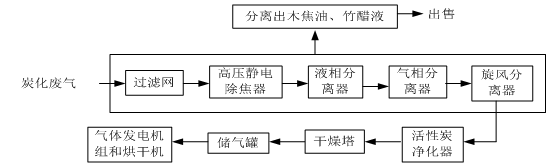 分离出木焦油、竹醋液
出售
炭化废气
过滤网
高压静电
除焦器
液相分
离器
气相分
离器
旋风分
离器
气体发电机
组和烘干机
储气罐
干燥塔
活性炭
净化器